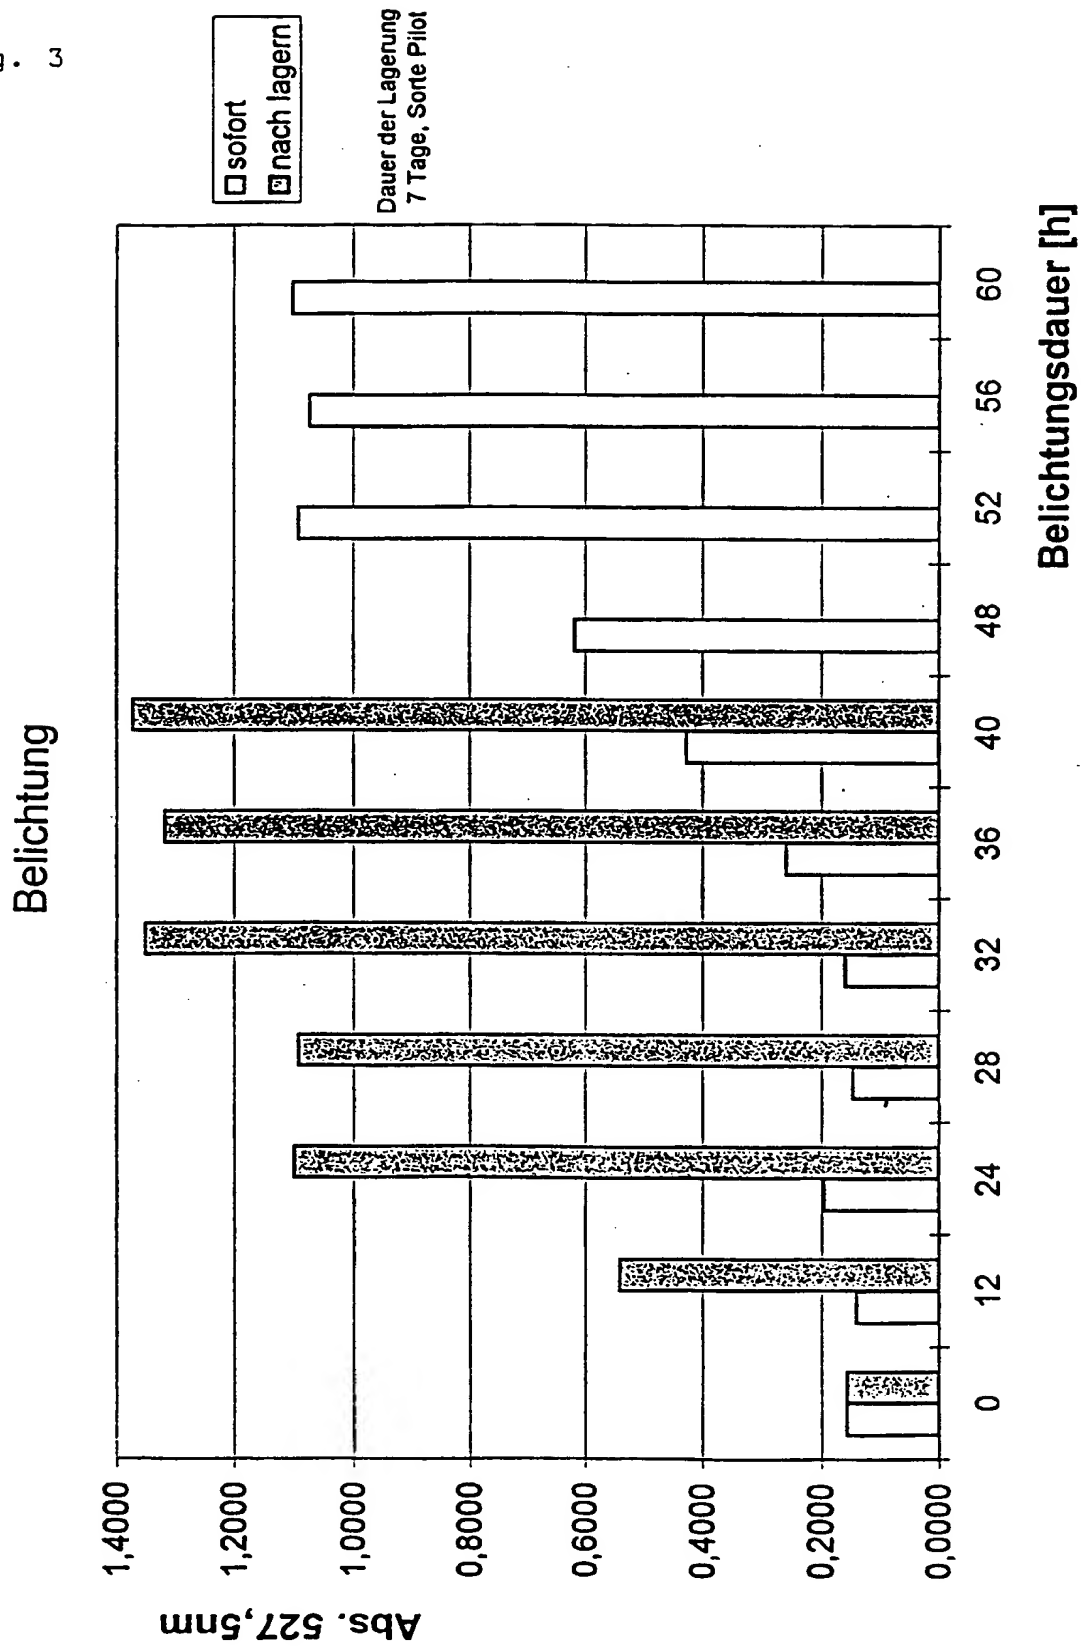 . 3
Belichtung
sofort
nach lagern
Dauer der Lagerung
7 Tage, Sorte Pilot
1,4000
1,2000
1,0000
0,8000
0,6000
0,4000
0,2000
0,0000
Abs. 527,5nm
0 12 24 28 32 36 40 48 52 56 60
Belichtungsdauer [h]